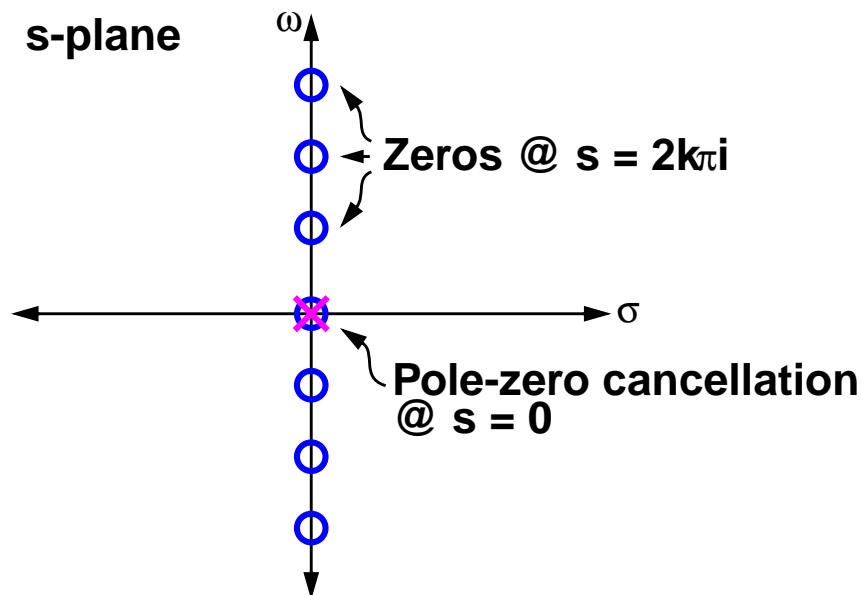 s-plane
ω
Zeros @ s = 2kπi
σ
Pole-zero cancellation
@ s = 0